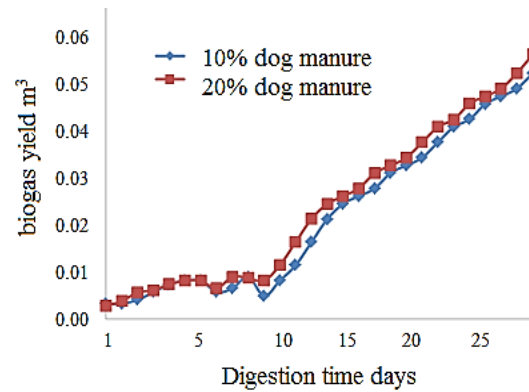 0.06
0.05
0.04
0.03
0.02
0.01
0.00
biogas yield m³
10% dog manure
20% dog manure
1 5 10 15 20 25
Digestion time days